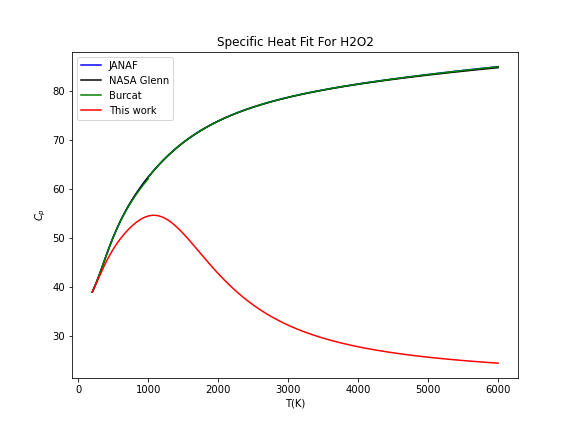 Specific Heat Fit For H2O2
JANAF
NASA Glenn
Burcat
This work
80
70
60
50
40
30
C_p
0 1000 2000 3000 4000 5000 6000
T(K)